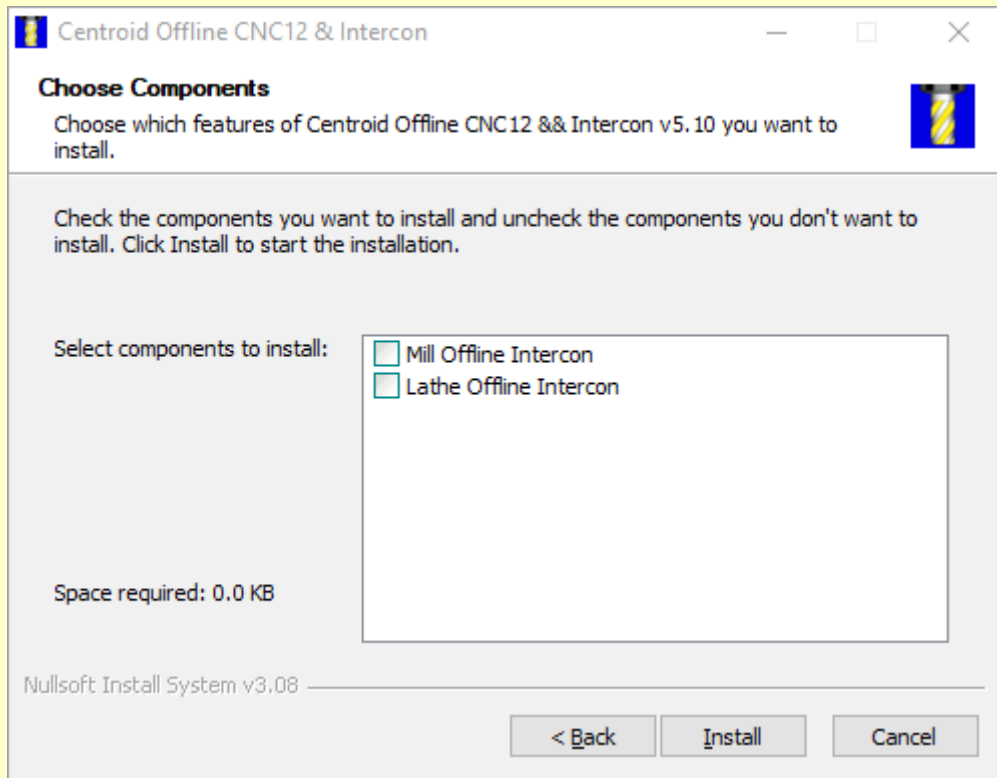 Centroid Offline CNC12 & Intercon
Choose Components
Choose which features of Centroid Offline CNC12 && Intercon v5.10 you want to
install.
Check the components you want to install and uncheck the components you don't want to
install. Click Install to start the installation.
Select components to install:
Mill Offline Intercon
Lathe Offline Intercon
Space required: 0.0 KB
Nullsoft Install System v3.08
< Back
Install
Cancel